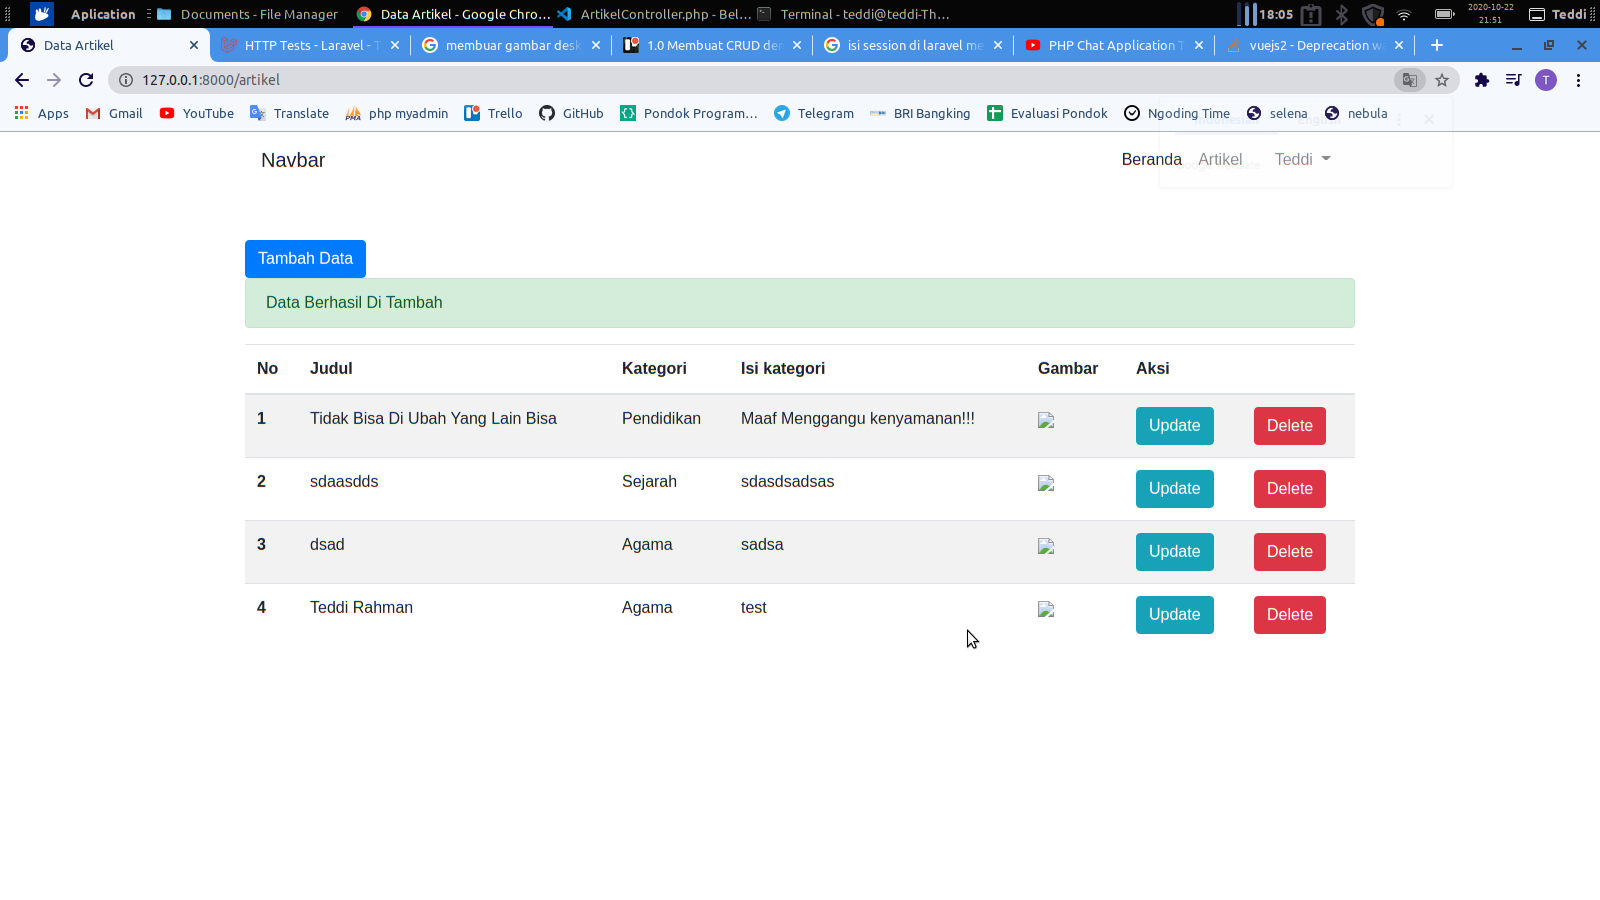 Aplication Documents - File Manager Data Artikel - Google Chro... ArtikelController.php - Bel... Terminal - teddi@teddi-Th... 18:05 2020-10-22 21:51 Teddi
Data Artikel HTTP Tests - Laravel - T membuar gambar desk 1.0 Membuat CRUD der isi session di laravel me PHP Chat Application T vuejs2 - Deprecation wa
127.0.0.1:8000/artikel T
Apps Gmail YouTube Translate php myadmin Trello GitHub Pondok Program... Telegram BRI Bangking Evaluasi Pondok Ngoding Time selena nebula
Navbar Beranda Artikel Teddi
Tambah Data
Data Berhasil Di Tambah
No Judul Kategori Isi kategori Gambar Aksi
1 Tidak Bisa Di Ubah Yang Lain Bisa Pendidikan Maaf Menggangu kenyamanan!!! Update Delete
2 sdaasdds Sejarah sdasdsadsas Update Delete
3 dsad Agama sadsa Update Delete
4 Teddi Rahman Agama test Update Delete